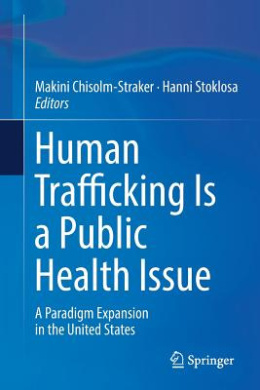 Makini Chisolm-Straker · Hanni Stoklosa
Editors
Human
Trafficking Is
a Public
Health Issue
A Paradigm Expansion
in the United States
Springer